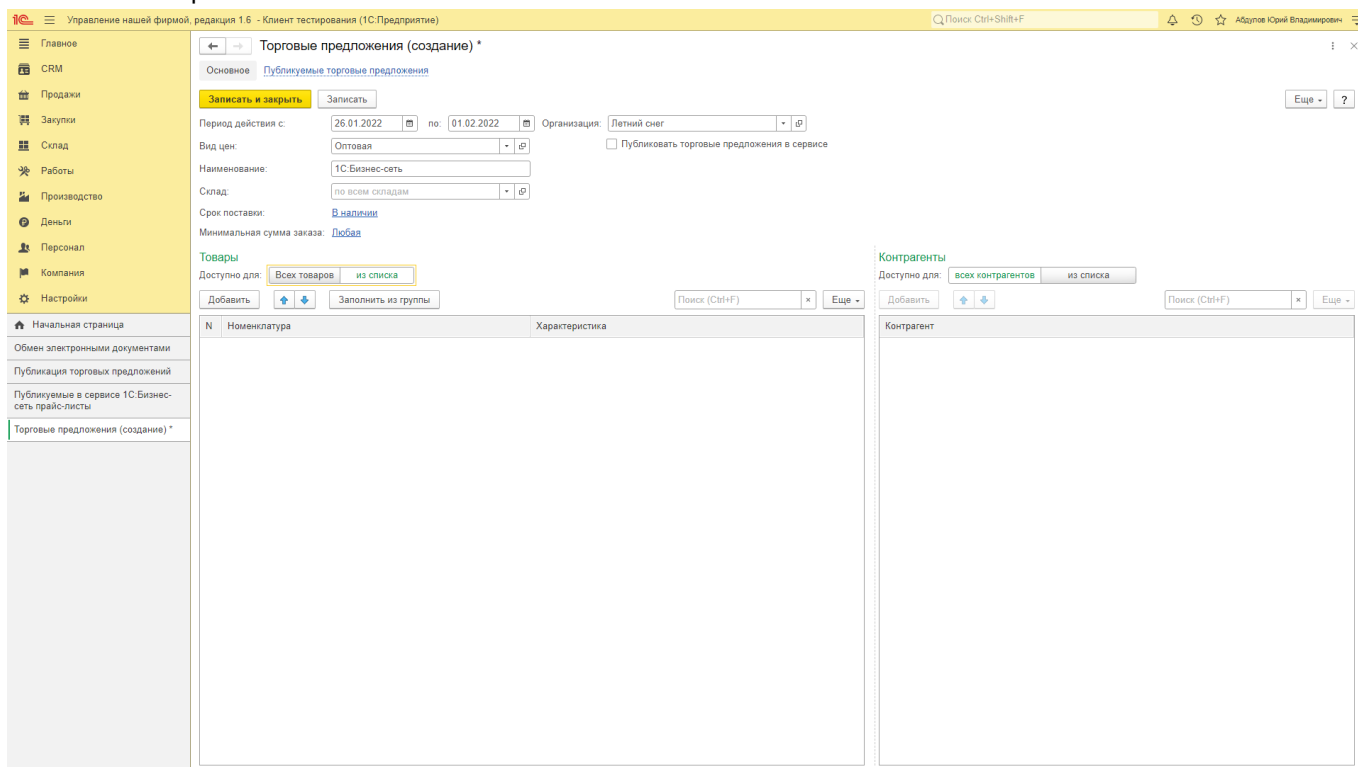 1С Управление нашей фирмой, редакция 1.6 - Клиент тестирования (1С:Предприятие) Поиск Ctrl+Shift+F Абдулов Юрий Владимирович
Главное
CRM
Продажи
Закупки
Склад
Работы
Производство
Деньги
Персонал
Компания
Настройки
Начальная страница
Обмен электронными документами
Публикация торговых предложений
Публикуемые в сервисе 1С:Бизнес-
сеть прайс-листы
Торговые предложения (создание) *
Торговые предложения (создание) *
Основное Публикуемые торговые предложения
Записать и закрыть Записать Еще ?
Период действия с: 26.01.2022 по: 01.02.2022 Организация: Летний снег
Вид цен: Оптовая Публиковать торговые предложения в сервисе
Наименование: 1С:Бизнес-сеть
Склад: по всем складам
Срок поставки: В наличии
Минимальная сумма заказа: Любая
Товары
Доступно для: Всех товаров из списка
Добавить Заполнить из группы Поиск (Ctrl+F) × Еще
N Номенклатура Характеристика
Контрагенты
Доступно для: всех контрагентов из списка
Добавить Поиск (Ctrl+F) × Еще
Контрагент